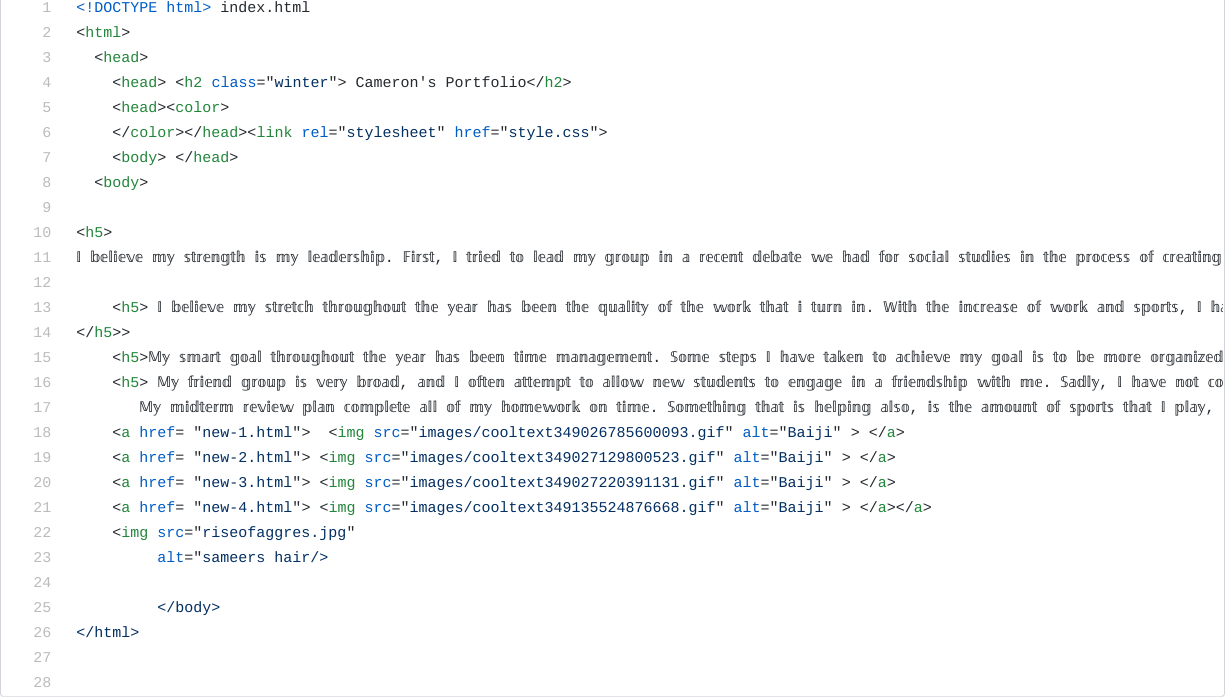 1 <!DOCTYPE html> index.html
2 <html>
3 <head>
4 <head> <h2 class="winter"> Cameron's Portfolio</h2>
5 <head><color>
6 </color></head><link rel="stylesheet" href="style.css">
7 <body> </head>
8 <body>
9
10 <h5>
11 I believe my strength is my leadership. First, I tried to lead my group in a recent debate we had for social studies in the process of creating
12
13 <h5> I believe my stretch throughout the year has been the quality of the work that i turn in. With the increase of work and sports, I
14 </h5>>
15 <h5>My smart goal throughout the year has been time management. Some steps I have taken to achieve my goal is to be more organized
16 <h5> My friend group is very broad, and I often attempt to allow new students to engage in a friendship with me. Sadly, I have not
17 My midterm review plan complete all of my homework on time. Something that is helping also, is the amount of sports that I play,
18 <a href= "new-1.html">  <img src="images/cooltext349026785600093.gif" alt="Baiji" > </a>
19 <a href= "new-2.html"> <img src="images/cooltext349027129800523.gif" alt="Baiji" > </a>
20 <a href= "new-3.html"> <img src="images/cooltext349027220391131.gif" alt="Baiji" > </a>
21 <a href= "new-4.html"> <img src="images/cooltext349135524876668.gif" alt="Baiji" > </a></a>
22 <img src="riseofaggres.jpg"
23 alt="sameers hair/>
24
25 </body>
26 </html>
27
28